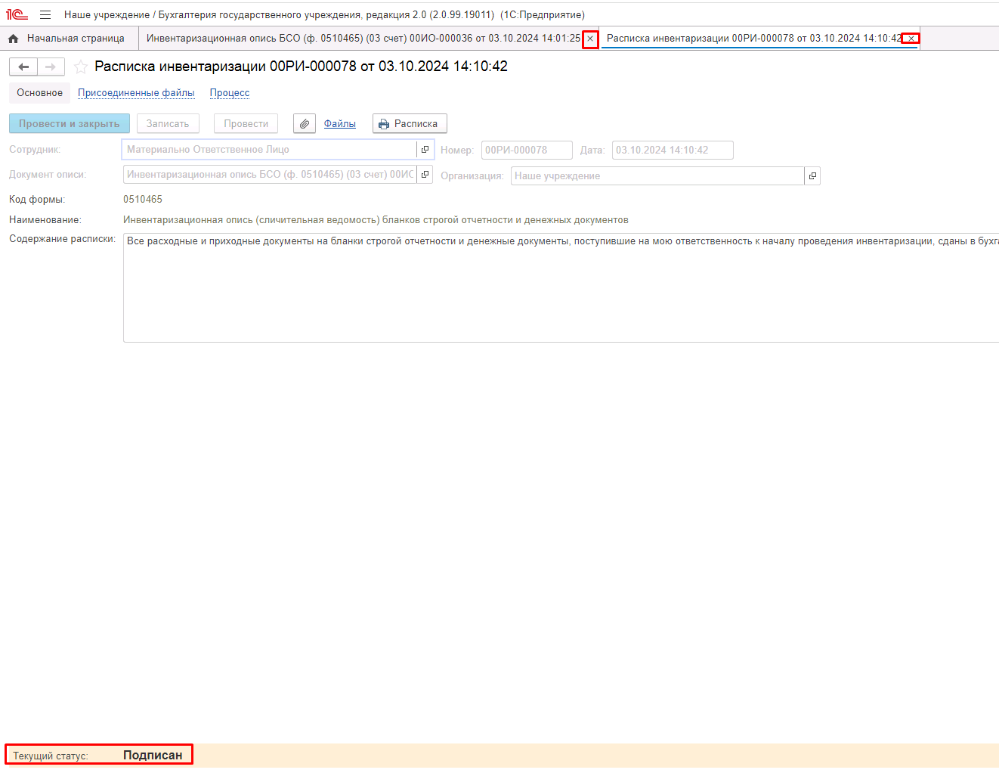 1С Наше учреждение / Бухгалтерия государственного учреждения, редакция 2.0 (2.0.99.19011) (1С:Предприятие)
Начальная страница Инвентаризационная опись БСО (ф. 0510465) (03 счет) 00ИО-000036 от 03.10.2024 14:01:25 × Расписка инвентаризации 00РИ-000078 от 03.10.2024 14:10:42 ×
Расписка инвентаризации 00РИ-000078 от 03.10.2024 14:10:42
Основное Присоединенные файлы Процесс
Провести и закрыть Записать Провести Файлы Расписка
Сотрудник: Материально Ответственное Лицо Номер: 00РИ-000078 Дата: 03.10.2024 14:10:42
Документ описи: Инвентаризационная опись БСО (ф. 0510465) (03 счет) 00ИО Организация: Наше учреждение
Код формы: 0510465
Наименование: Инвентаризационная опись (сличительная ведомость) бланков строгой отчетности и денежных документов
Содержание расписки: Все расходные и приходные документы на бланки строгой отчетности и денежные документы, поступившие на мою ответственность к началу проведения инвентаризации, сданы в бухга
Текущий статус: Подписан